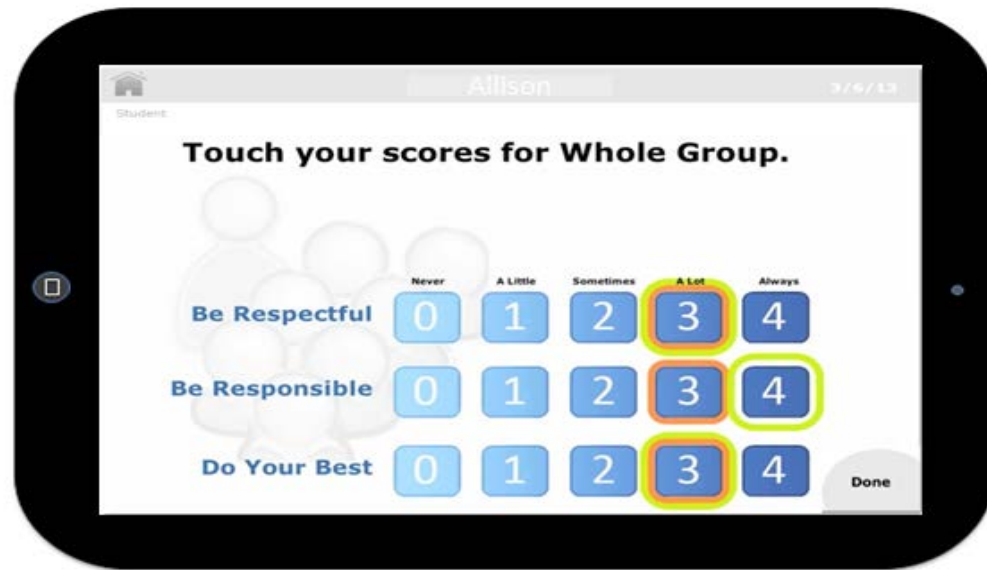 Allison 3/6/13
Student:
Touch your scores for Whole Group.
Never A Little Sometimes A Lot Always
Be Respectful 0 1 2 3 4
Be Responsible 0 1 2 3 4
Do Your Best 0 1 2 3 4
Done